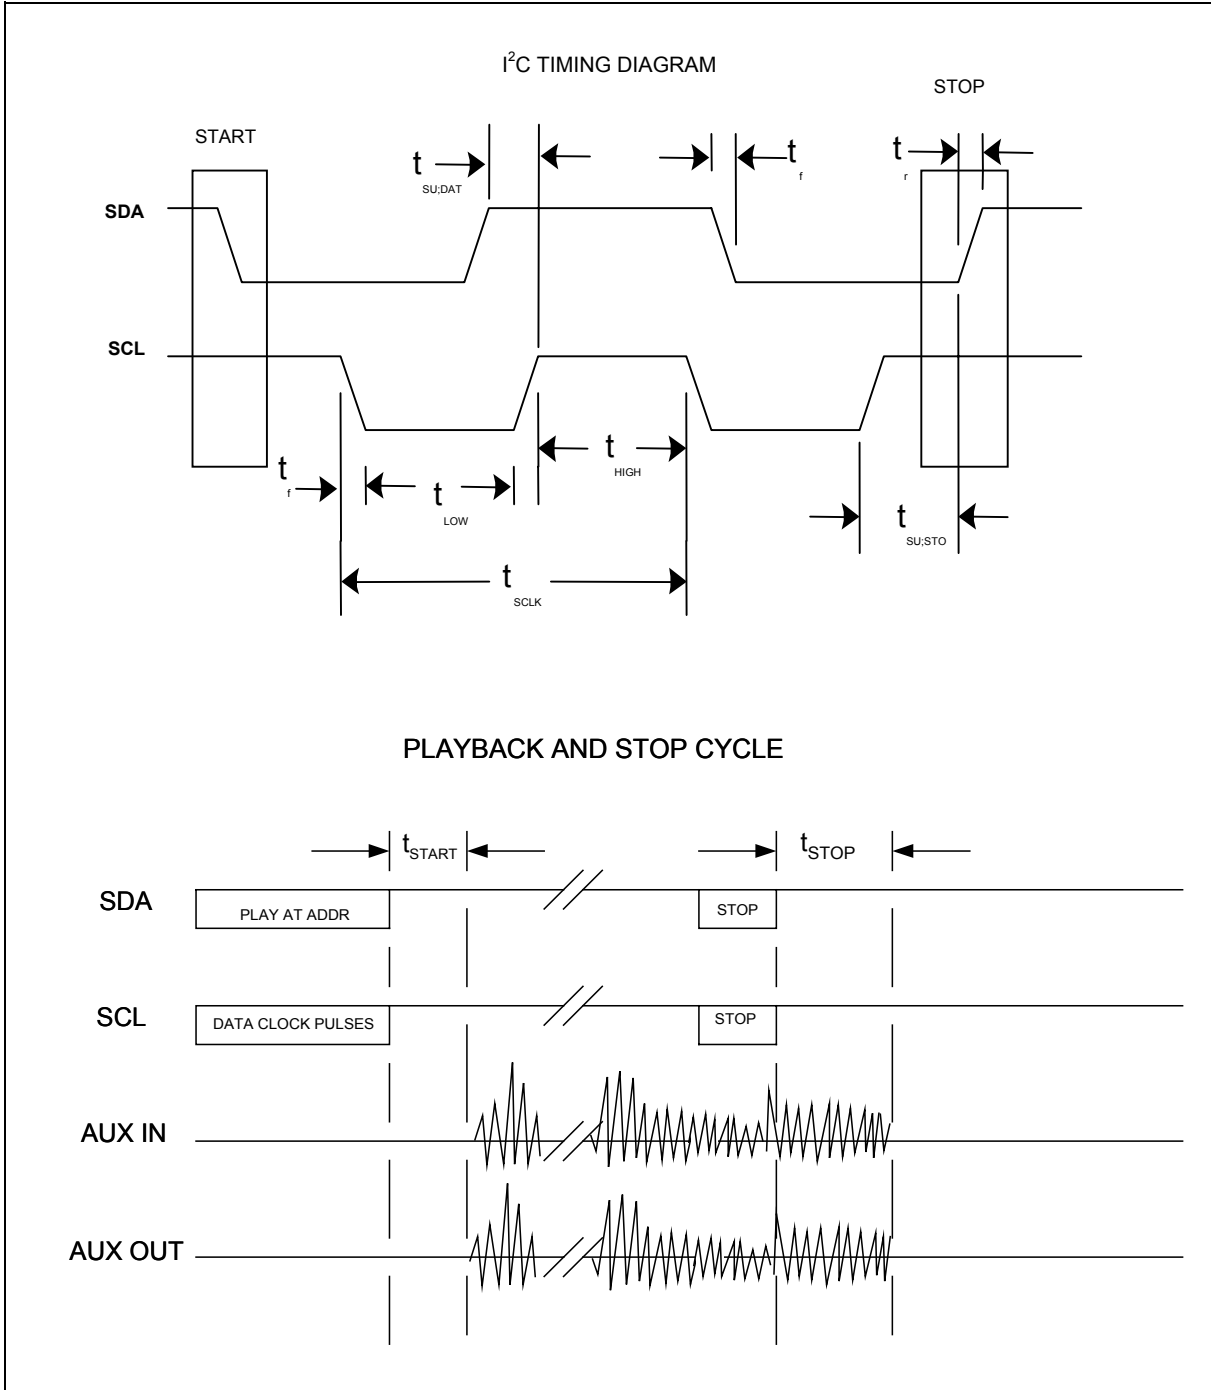 I²C TIMING DIAGRAM
STOP
START
t SU;DAT
t f
t r
SDA
SCL
t f
t LOW
t HIGH
t SU;STO
t SCLK
PLAYBACK AND STOP CYCLE
tSTART
tSTOP
SDA
PLAY AT ADDR
STOP
SCL
DATA CLOCK PULSES
STOP
AUX IN
AUX OUT